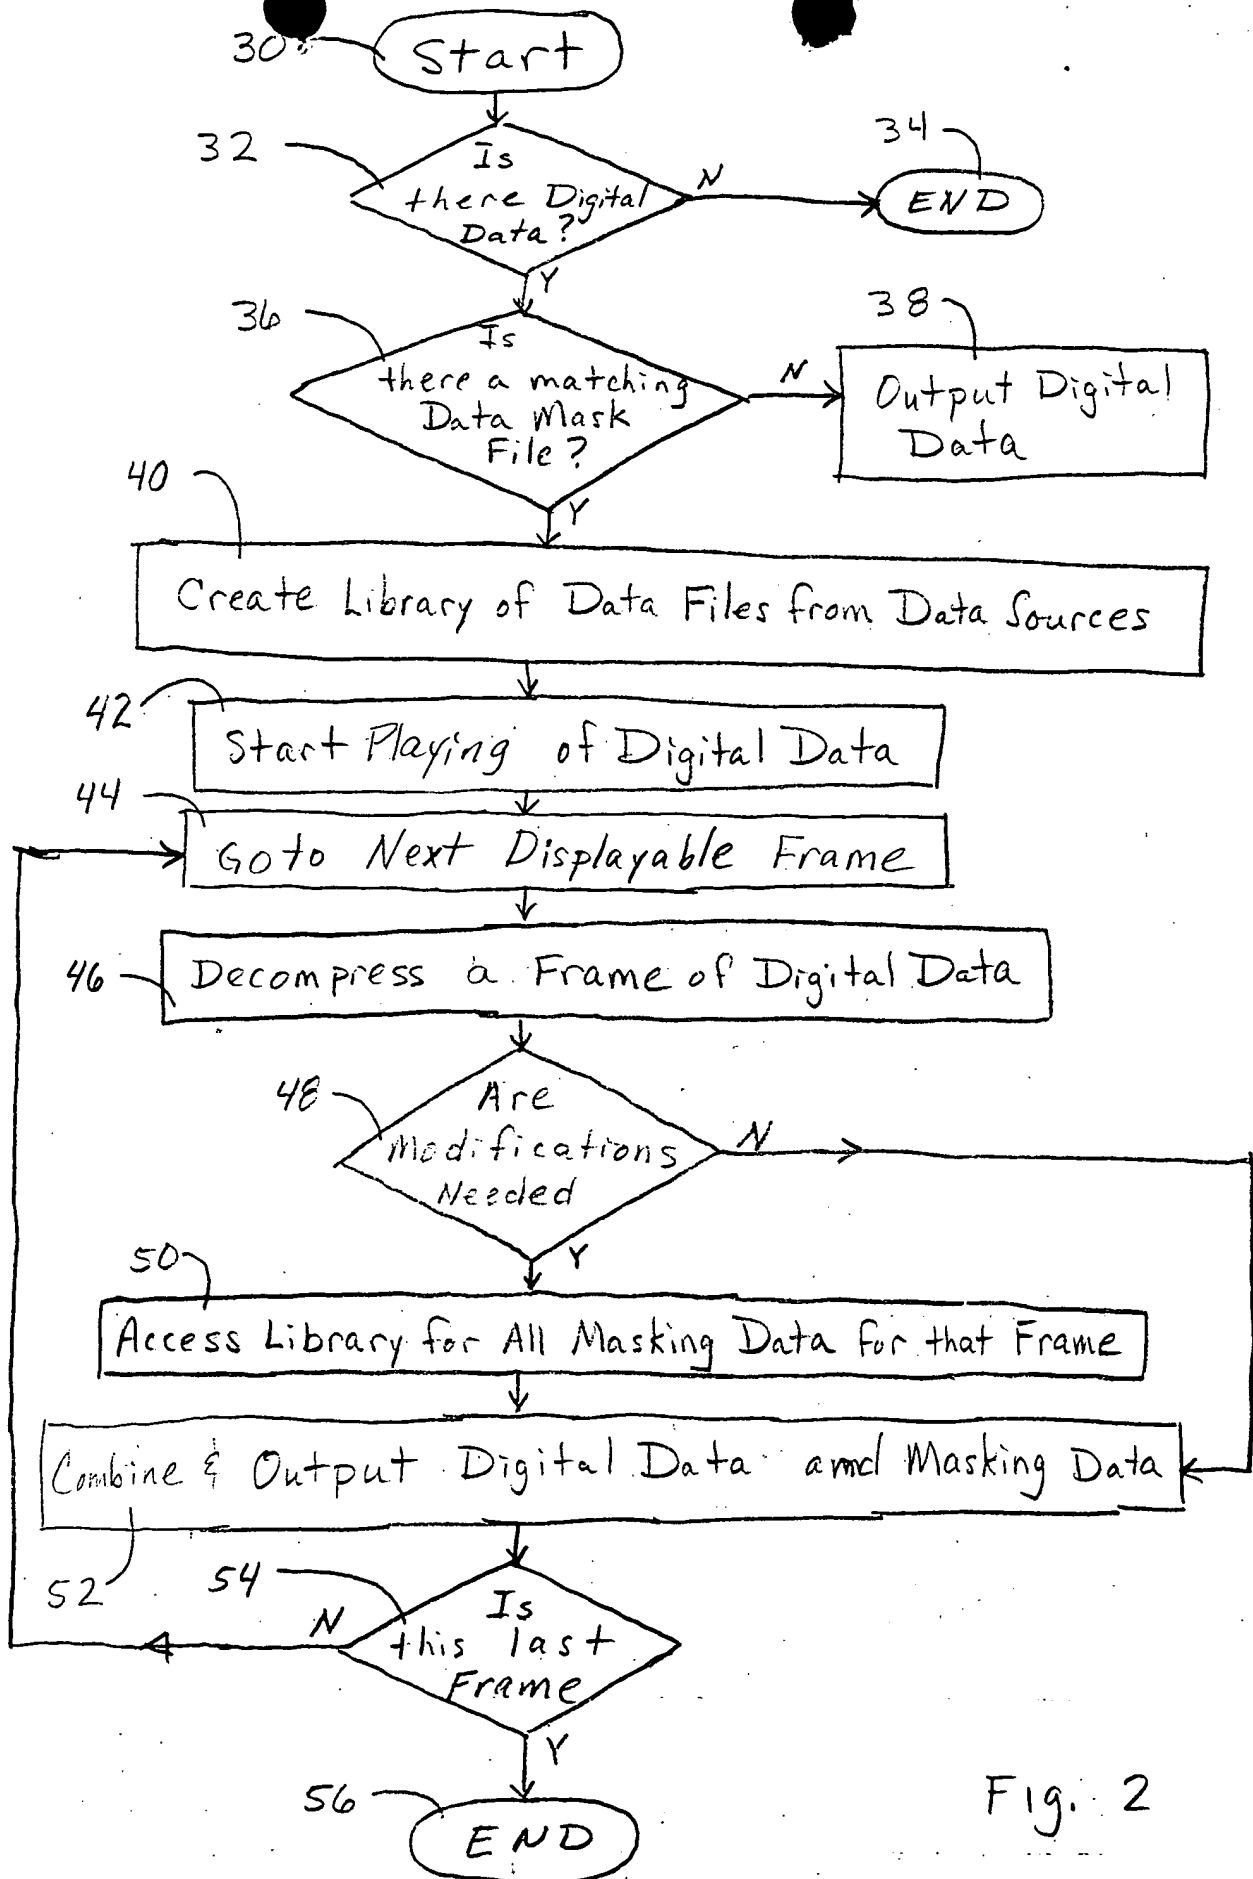 30
Start
32
Is
there Digital
Data?
N
34
END
Y
36
Is
there a matching
Data Mask
File?
N
38
Output Digital
Data
Y
40
Create Library of Data Files from Data Sources
42
Start Playing of Digital Data
44
Goto Next Displayable Frame
46
Decompress a Frame of Digital Data
48
Are
Modifications
Needed
N
Y
50
Access Library for All Masking Data for that Frame
Combine & Output Digital Data and Masking Data
52
54
Is
this last
Frame
N
Y
56
END
Fig. 2